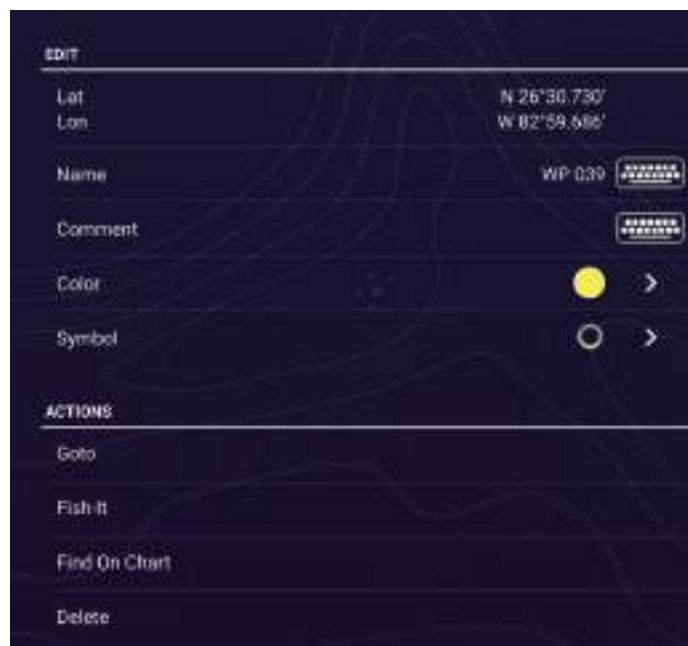 EDIT
Lat N 26°30.730'
Lon W 82°59.686'
Name WP 039
Comment
Color
Symbol
ACTIONS
Goto
Fish-It
Find On Chart
Delete